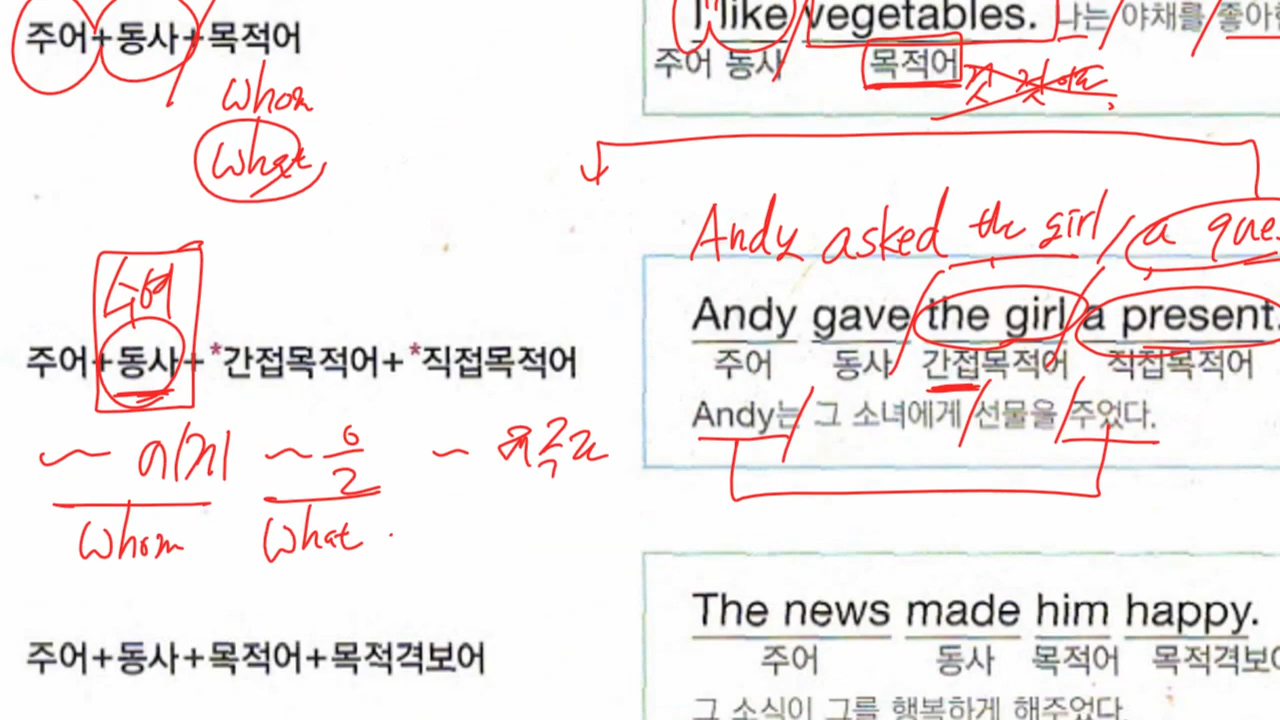 주어+동사+목적어
whom
what,
I like vegetables. 나는 야채를 좋아
주어 동사 목적어
Andy asked the girl / a ques
수여
주어+동사+ *간접목적어+ *직접목적어
~에게 ~을 ~해주다
whom what
Andy gave the girl a present.
주어 동사 간접목적어 직접목적어
Andy는 그 소녀에게 선물을 주었다.
주어+동사+목적어+목적격보어
The news made him happy.
주어 동사 목적어 목적격보어
그 소식이 그를 행복하게 해주었다.